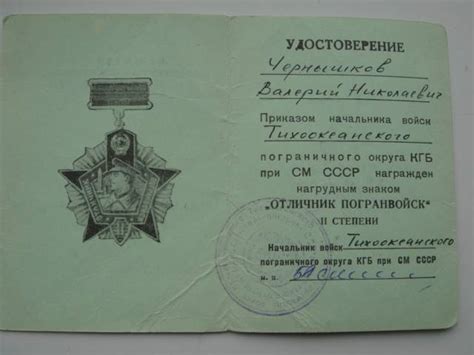 УДОСТОВЕРЕНИЕ
Чернышков
Валерий Николаевич
Приказом начальника войск
Тихоокеанского
пограничного округа КГБ
при СМ СССР награжден
нагрудным знаком
"ОТЛИЧНИК ПОГРАНВОЙСК"
II СТЕПЕНИ
Начальник войск Тихоокеанского
пограничного округа КГБ при СМ СССР
м. п.